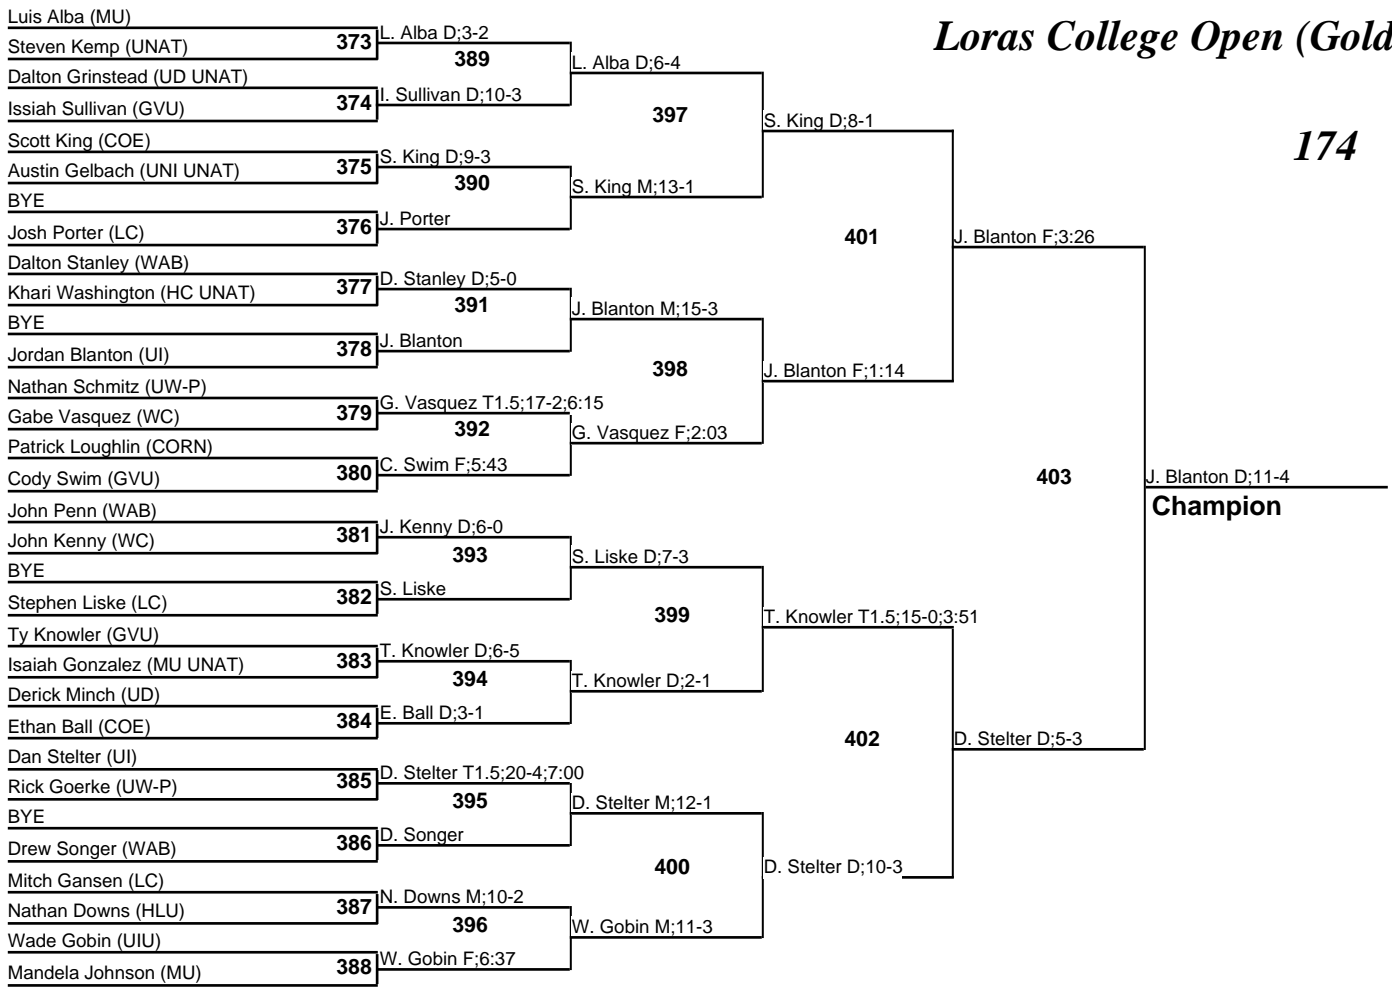 Loras College Open (Gold
174
Luis Alba (MU)
Steven Kemp (UNAT)
Dalton Grinstead (UD UNAT)
Issiah Sullivan (GVU)
Scott King (COE)
Austin Gelbach (UNI UNAT)
BYE
Josh Porter (LC)
Dalton Stanley (WAB)
Khari Washington (HC UNAT)
BYE
Jordan Blanton (UI)
Nathan Schmitz (UW-P)
Gabe Vasquez (WC)
Patrick Loughlin (CORN)
Cody Swim (GVU)
John Penn (WAB)
John Kenny (WC)
BYE
Stephen Liske (LC)
Ty Knowler (GVU)
Isaiah Gonzalez (MU UNAT)
Derick Minch (UD)
Ethan Ball (COE)
Dan Stelter (UI)
Rick Goerke (UW-P)
BYE
Drew Songer (WAB)
Mitch Gansen (LC)
Nathan Downs (HLU)
Wade Gobin (UIU)
Mandela Johnson (MU)
373
374
375
376
377
378
379
380
381
382
383
384
385
386
387
388
L. Alba D;3-2
I. Sullivan D;10-3
S. King D;9-3
J. Porter
D. Stanley D;5-0
J. Blanton
G. Vasquez T1.5;17-2;6:15
C. Swim F;5:43
J. Kenny D;6-0
S. Liske
T. Knowler D;6-5
E. Ball D;3-1
D. Stelter T1.5;20-4;7:00
D. Songer
N. Downs M;10-2
W. Gobin F;6:37
389
390
391
392
393
394
395
396
L. Alba D;6-4
S. King M;13-1
J. Blanton M;15-3
G. Vasquez F;2:03
S. Liske D;7-3
T. Knowler D;2-1
D. Stelter M;12-1
W. Gobin M;11-3
397
398
399
400
S. King D;8-1
J. Blanton F;1:14
T. Knowler T1.5;15-0;3:51
D. Stelter D;10-3
401
402
J. Blanton F;3:26
D. Stelter D;5-3
403
J. Blanton D;11-4
Champion